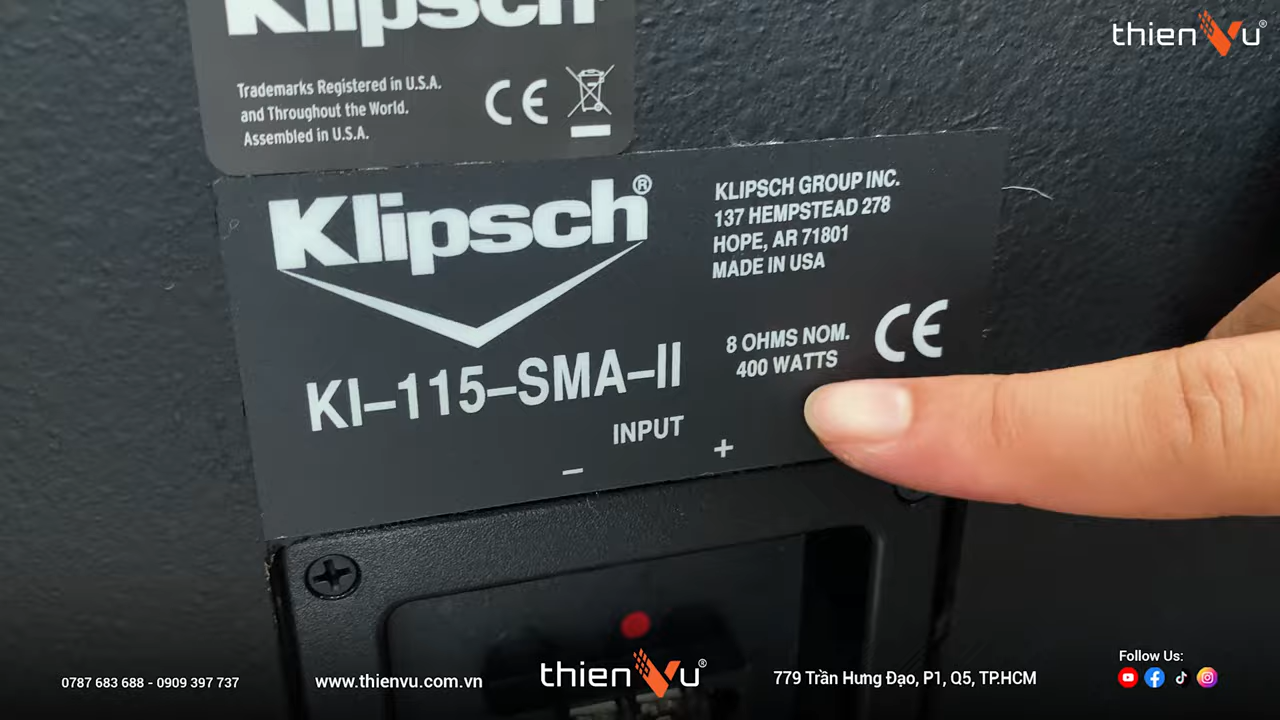 Klipsch
thienVu®
Trademarks Registered in U.S.A.
and Throughout the World.
Assembled in U.S.A.
CE
Klipsch®
KLIPSCH GROUP INC.
137 HEMPSTEAD 278
HOPE, AR 71801
MADE IN USA
8 OHMS NOM.
400 WATTS
CE
KI-115-SMA-II
INPUT
- +
Follow Us:
0787 683 688 - 0909 397 737
www.thienvu.com.vn
thienVu®
779 Trần Hưng Đạo, P1, Q5, TP.HCM